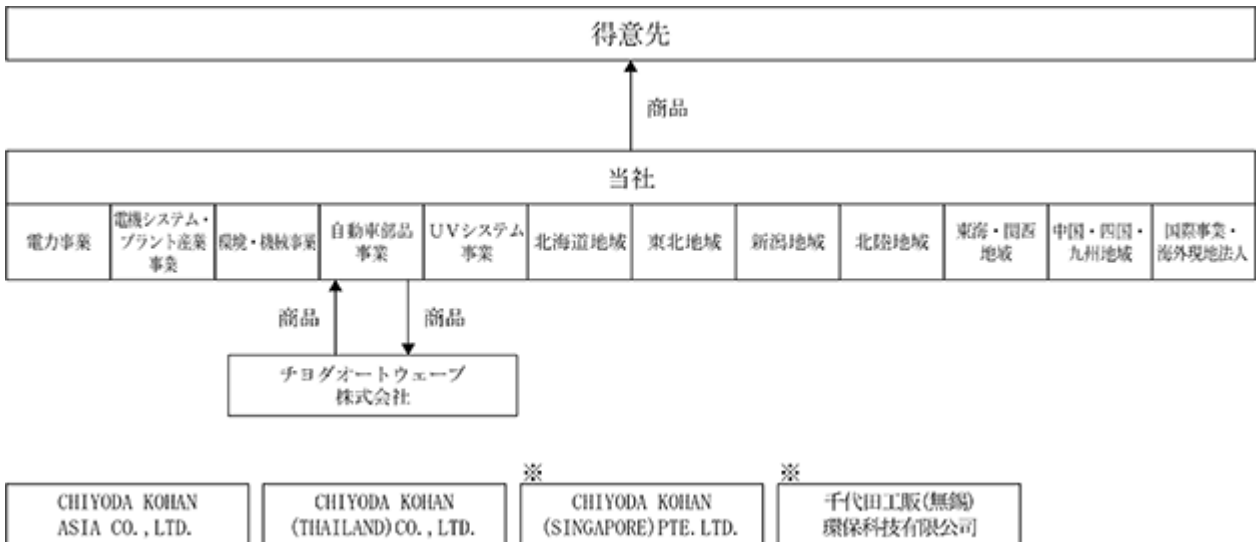 得意先
商品
当社
電力事業
電機システム・
プラント産業
事業
環境・機械事業
自動車部品
事業
UVシステム
事業
北海道地域
東北地域
新潟地域
北陸地域
東海・関西
地域
中国・四国・
九州地域
国際事業・
海外現地法人
商品
商品
チヨダオートウェーブ
株式会社
CHIYODA KOHAN
ASIA CO.,LTD.
CHIYODA KOHAN
(THAILAND)CO.,LTD.
※
CHIYODA KOHAN
(SINGAPORE)PTE.LTD.
※
千代田工販(無錫)
環保科技有限公司